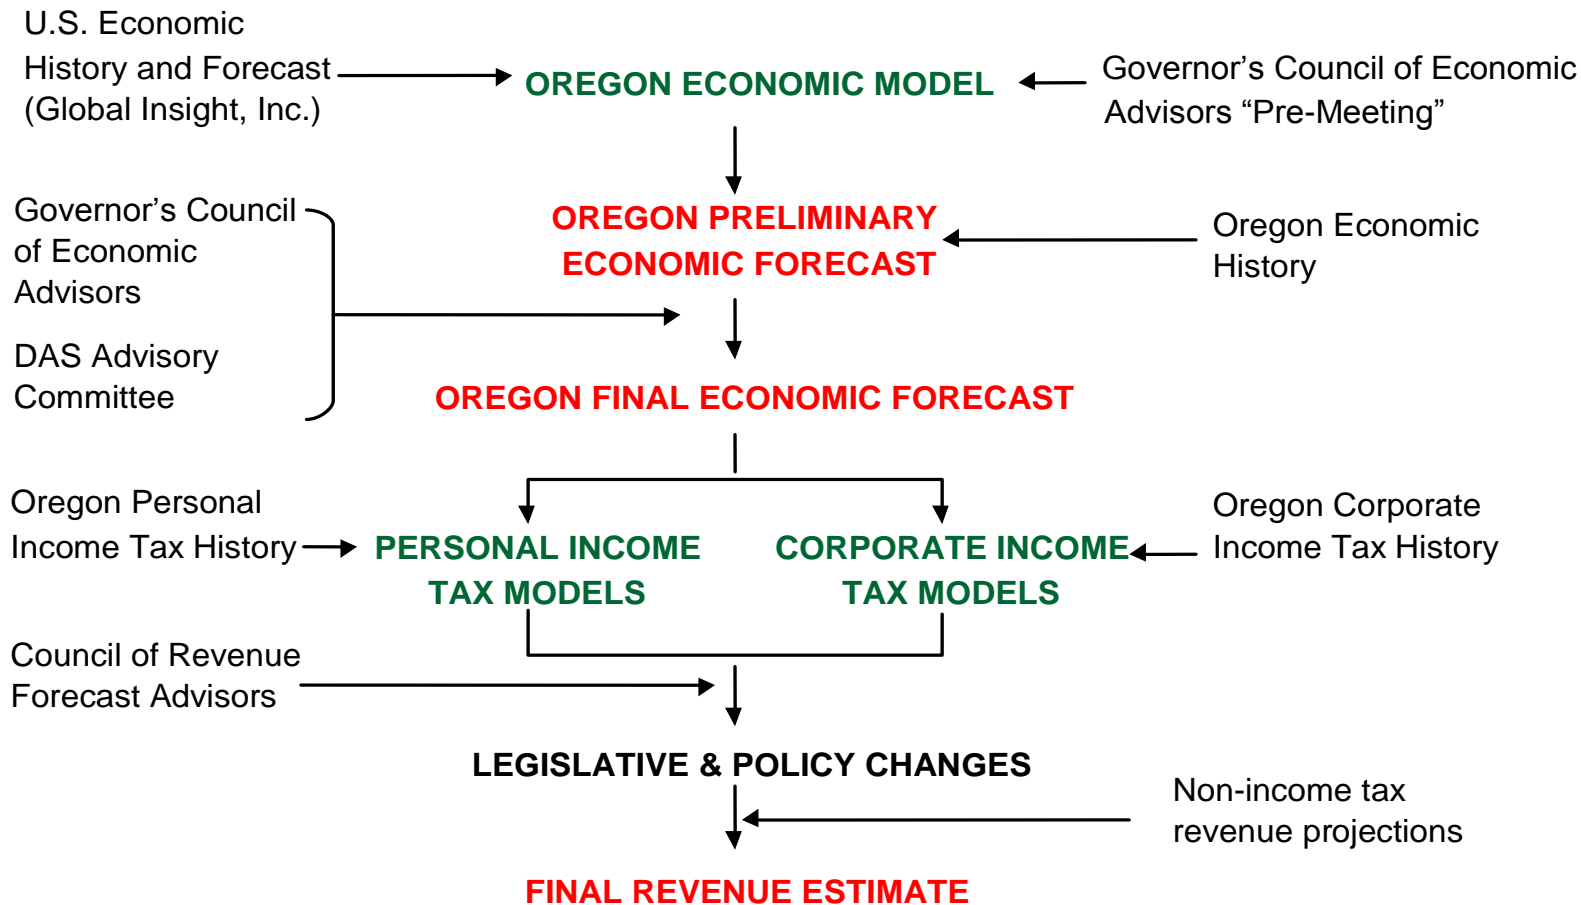 U.S. Economic
History and Forecast
(Global Insight, Inc.)
OREGON ECONOMIC MODEL
Governor’s Council of Economic
Advisors “Pre-Meeting”
Governor’s Council
of Economic
Advisors
DAS Advisory
Committee
OREGON PRELIMINARY
ECONOMIC FORECAST
Oregon Economic
History
OREGON FINAL ECONOMIC FORECAST
Oregon Personal
Income Tax History
PERSONAL INCOME
TAX MODELS
CORPORATE INCOME
TAX MODELS
Oregon Corporate
Income Tax History
Council of Revenue
Forecast Advisors
LEGISLATIVE & POLICY CHANGES
Non-income tax
revenue projections
FINAL REVENUE ESTIMATE